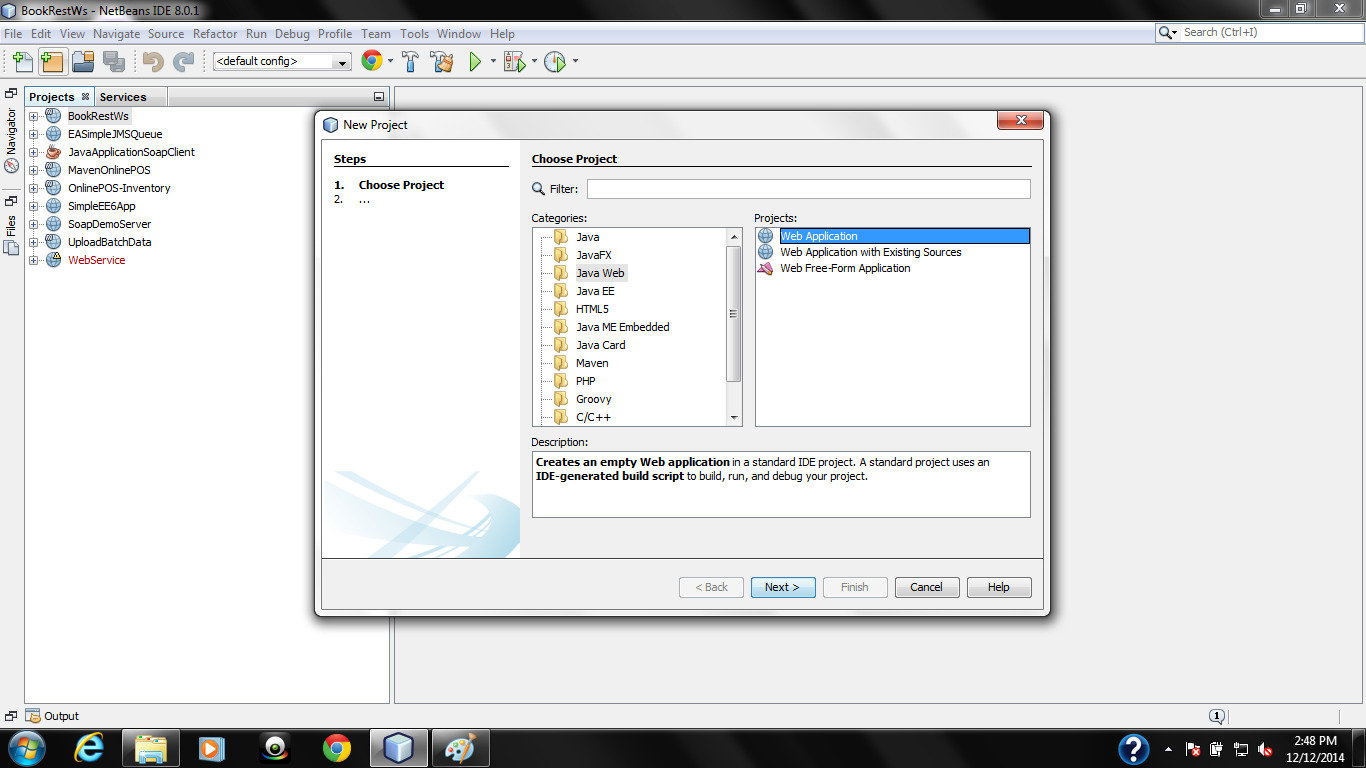 BookRestWs - NetBeans IDE 8.0.1
File Edit View Navigate Source Refactor Run Debug Profile Team Tools Window Help
Search (Ctrl+I)
<default config>
Projects Services
Navigator
Files
BookRestWs
EASimpleJMSQueue
JavaApplicationSoapClient
MavenOnlinePOS
OnlinePOS-Inventory
SimpleEE6App
SoapDemoServer
UploadBatchData
WebService
New Project
Steps
1. Choose Project
2. ...
Choose Project
Filter:
Categories:
Java
JavaFX
Java Web
Java EE
HTML5
Java ME Embedded
Java Card
Maven
PHP
Groovy
C/C++
Projects:
Web Application
Web Application with Existing Sources
Web Free-Form Application
Description:
Creates an empty Web application in a standard IDE project. A standard project uses an
IDE-generated build script to build, run, and debug your project.
< Back Next > Finish Cancel Help
Output
1
2:48 PM
12/12/2014